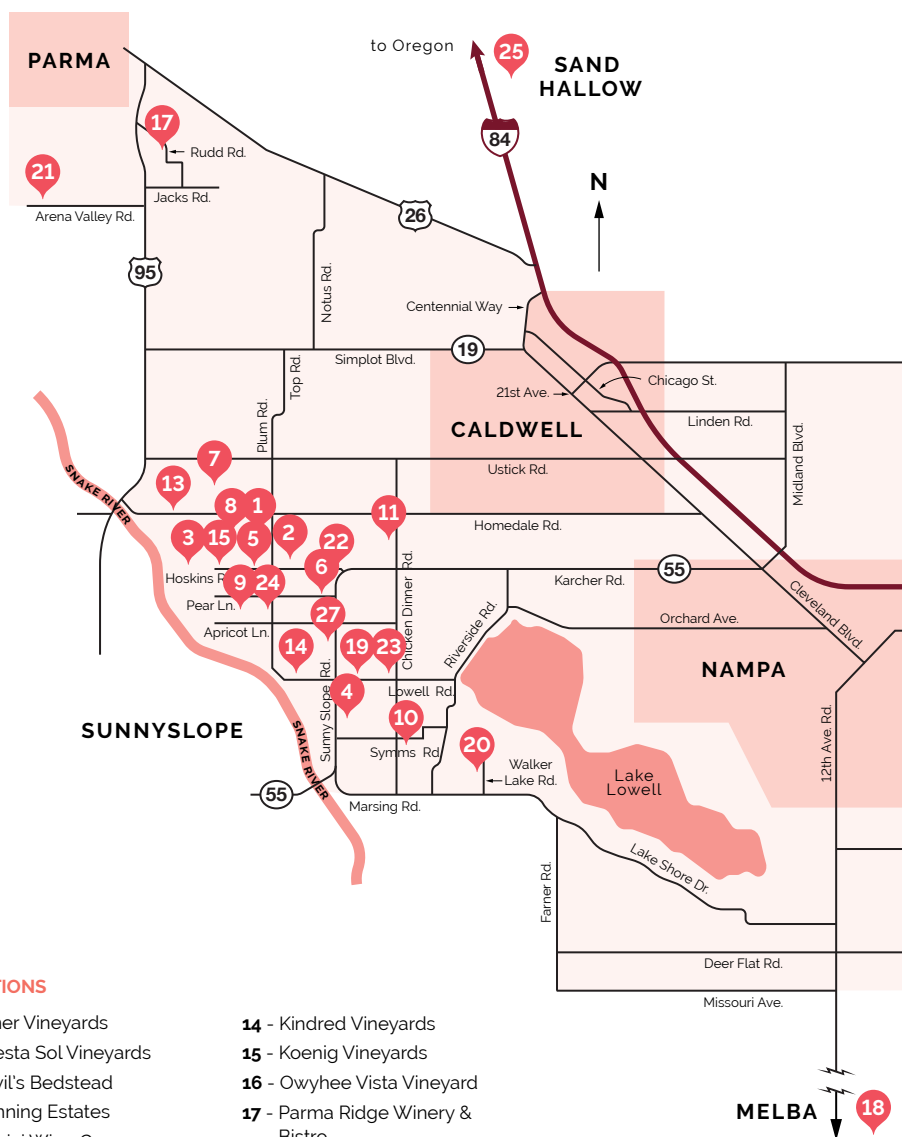 to Oregon
25
SAND
HALLOW
PARMA
84
17
Rudd Rd.
21
Jacks Rd.
Arena Valley Rd.
N
26
95
Notus Rd.
Centennial Way
19
Simplot Blvd.
Top Rd.
Chicago St.
21st Ave.
Linden Rd.
Plum Rd.
CALDWELL
Midland Blvd.
7
Ustick Rd.
SNAKE RIVER
13
8
1
11
Homedale Rd.
3
15
5
2
22
6
55
Hoskins
Karcher Rd.
9
24
Pear Ln.
Chicken Dinner Rd.
Cleveland Blvd.
27
Riverside Rd.
Orchard Ave.
Apricot Ln.
14
19
23
NAMPA
Sunny Slope Rd.
4
Lowell Rd.
10
SUNNYSLOPE
SNAKE RIVER
Symms Rd.
20
Walker
Lake Rd.
Lake
Lowell
12th Ave. Rd.
55
Marsing Rd.
Lake Shore Dr.
Farner Rd.
Deer Flat Rd.
Missouri Ave.
MELBA
18
Vineyards
Sol Vineyards
Bedstead
Estates
14 - Kindred Vineyards
15 - Koenig Vineyards
16 - Owyhee Vista Vineyard
17 - Parma Ridge Winery &
Bistro